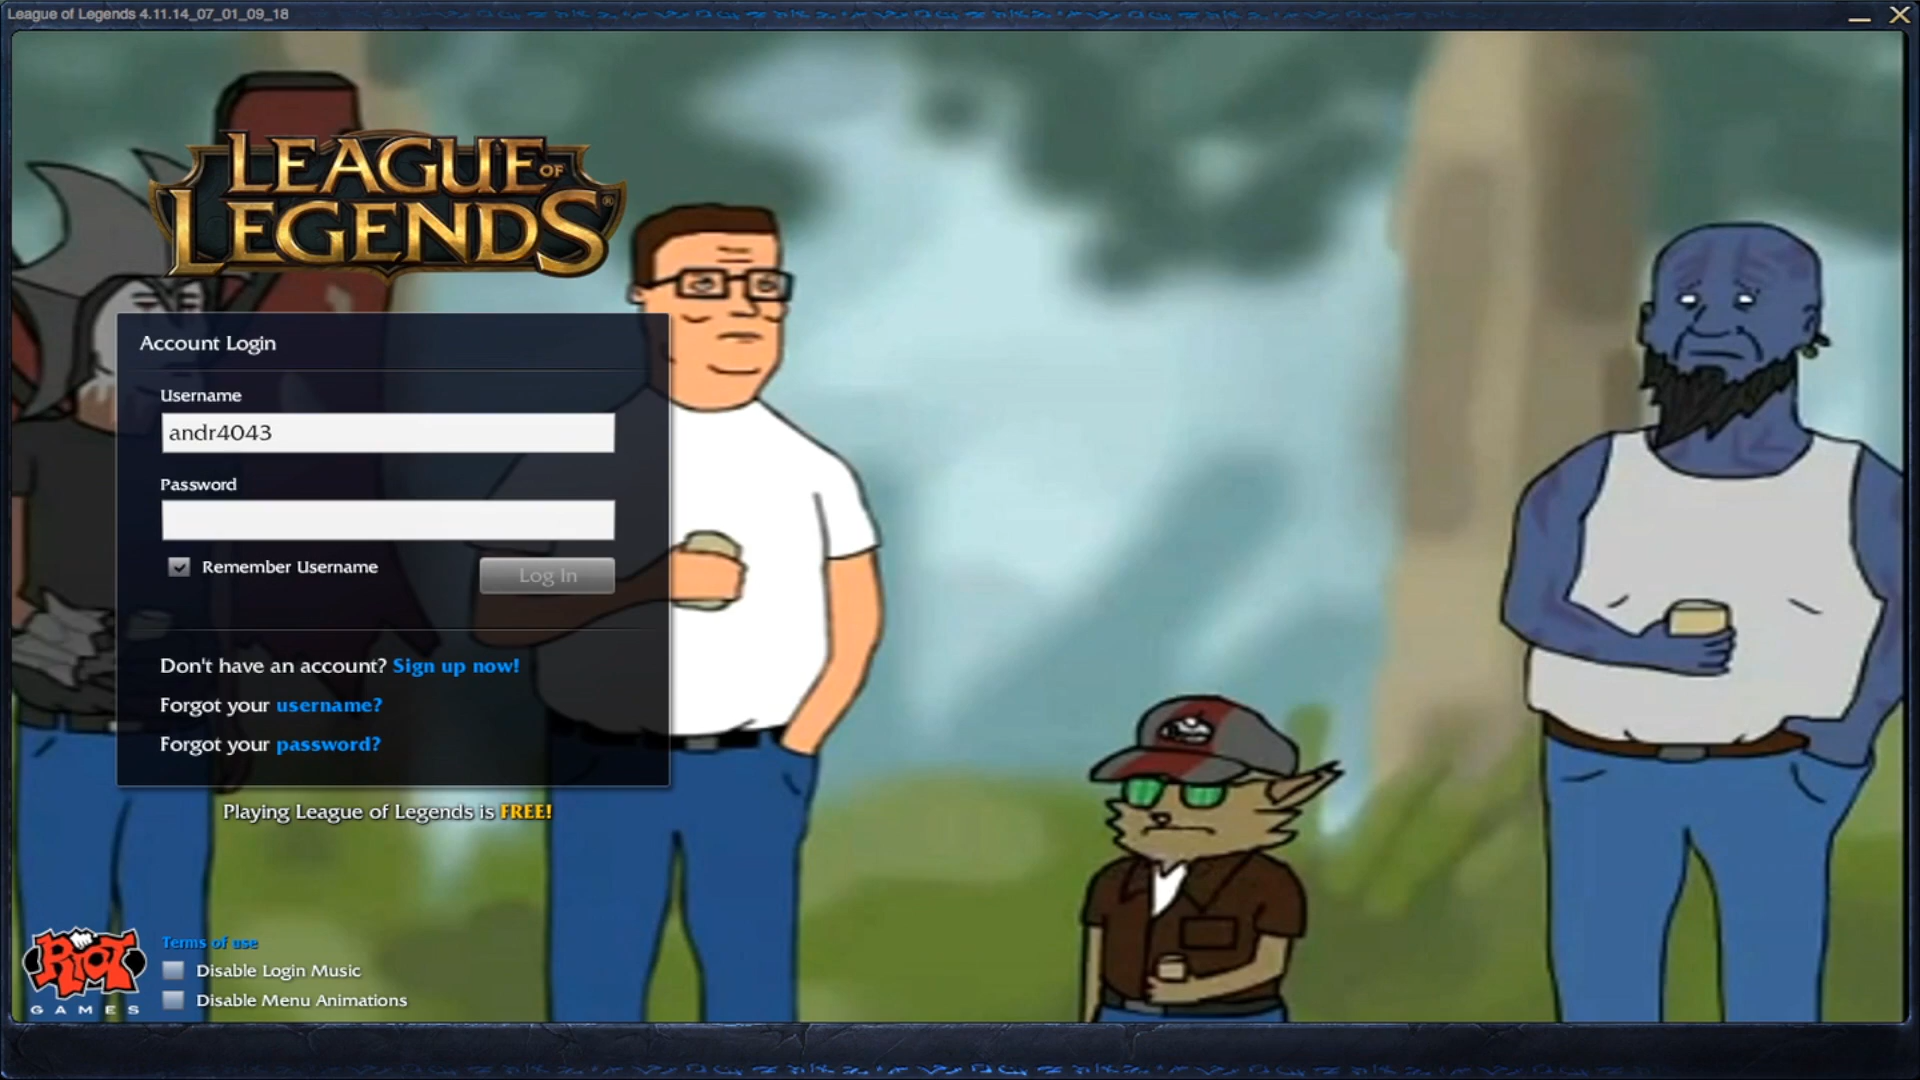 League of Legends 4.11.14_07_01_09_18
LEAGUE OF
LEGENDS®
Account Login
Username
andr4043
Password
Remember Username
Log In
Don't have an account? Sign up now!
Forgot your username?
Forgot your password?
Playing League of Legends is FREE!
RIOT
GAMES
Terms of use
Disable Login Music
Disable Menu Animations